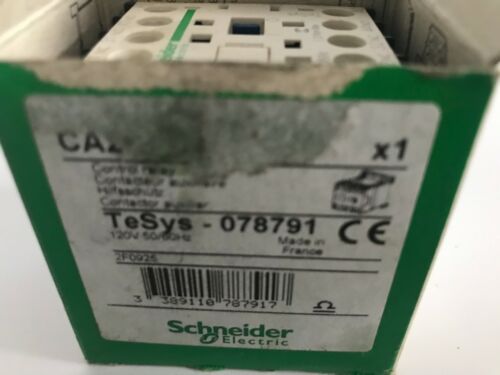 Schneider
CA2
x1
Control relay
Contacteur auxiliaire
Hilfsschütz
Contactor auxiliar
TeSys - 078791
120V 50/60Hz
Made in
France
CE
2F0925
3 389110 787917
Schneider
Electric